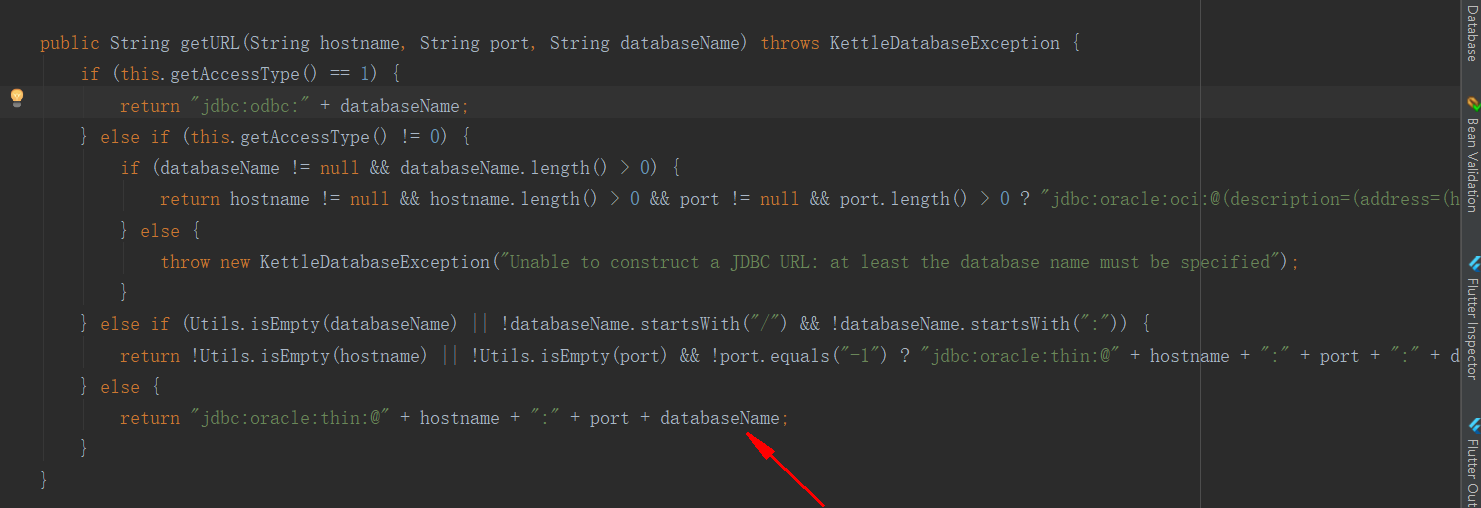 public String getURL(String hostname, String port, String databaseName) throws KettleDatabaseException {
if (this.getAccessType() == 1) {
return "jdbc:odbc:" + databaseName;
} else if (this.getAccessType() != 0) {
if (databaseName != null && databaseName.length() > 0) {
return hostname != null && hostname.length() > 0 && port != null && port.length() > 0 ? "jdbc:oracle:oci:@(description=(address=(h
} else {
throw new KettleDatabaseException("Unable to construct a JDBC URL: at least the database name must be specified");
}
} else if (Utils.isEmpty(databaseName) || !databaseName.startsWith("/") && !databaseName.startsWith(":")) {
return !Utils.isEmpty(hostname) || !Utils.isEmpty(port) && !port.equals("-1") ? "jdbc:oracle:thin:@" + hostname + ":" + port + ":" + d
} else {
return "jdbc:oracle:thin:@" + hostname + ":" + port + databaseName;
}
}
Database
Bean Validation
Flutter Inspector
Flutter Out